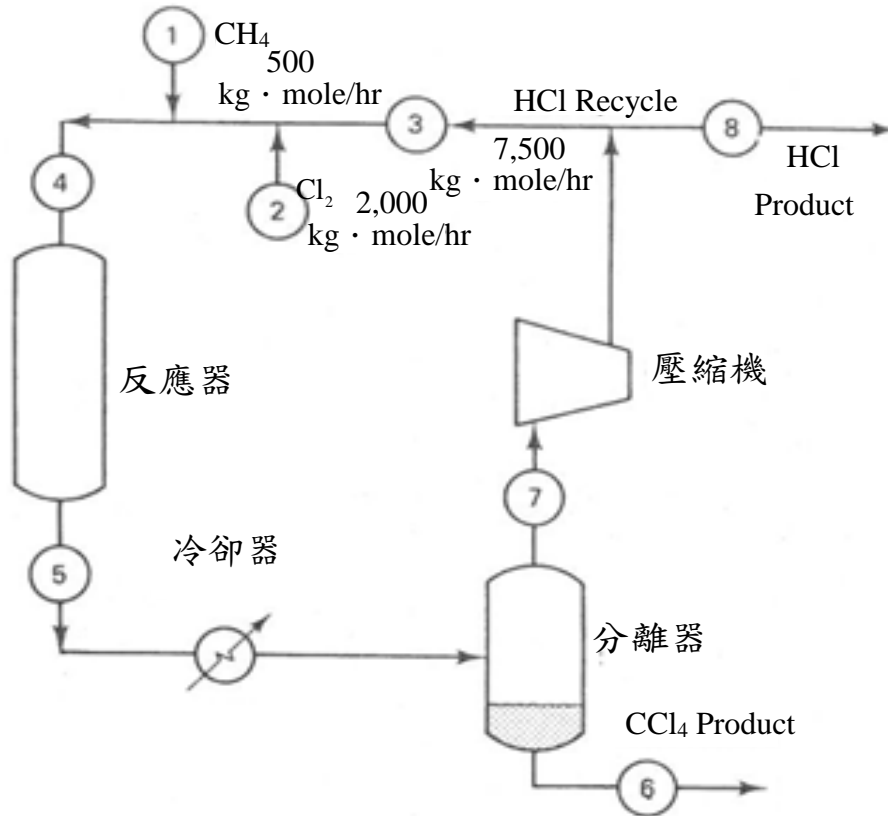 1
CH₄
500
kg · mole/hr
3
HCl Recycle
8
HCl
Product
7,500
kg · mole/hr
4
2
Cl₂
2,000
kg · mole/hr
反應器
壓縮機
5
冷卻器
7
分離器
CCl₄ Product
6